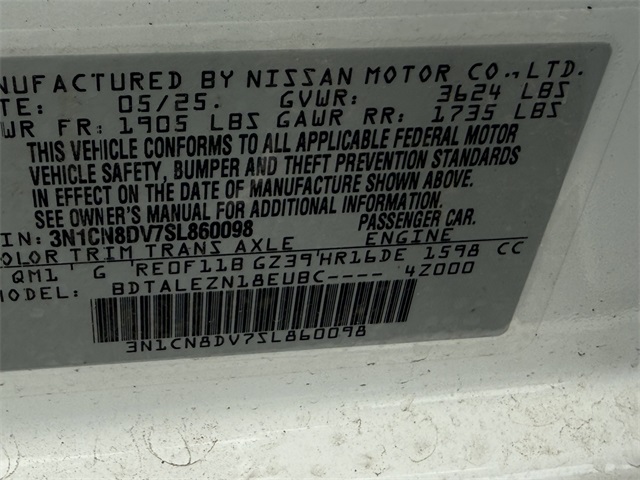 NUFACTURED BY NISSAN MOTOR CO., LTD.
TE: 05/25. GVWR: 3624 LBS
WR FR: 1905 LBS GAWR RR: 1735 LBS
THIS VEHICLE CONFORMS TO ALL APPLICABLE FEDERAL MOTOR
VEHICLE SAFETY, BUMPER AND THEFT PREVENTION STANDARDS
IN EFFECT ON THE DATE OF MANUFACTURE SHOWN ABOVE.
SEE OWNER'S MANUAL FOR ADDITIONAL INFORMATION.
IN: 3N1CN8DV7SL860098 PASSENGER CAR.
OLOR TRIM TRANS AXLE ENGINE
QM1 G RE0F11B GZ39 HR16DE 1598 CC
MODEL: BDTALEZN18EUBC---- 4Z000
3N1CN8DV7SL860098